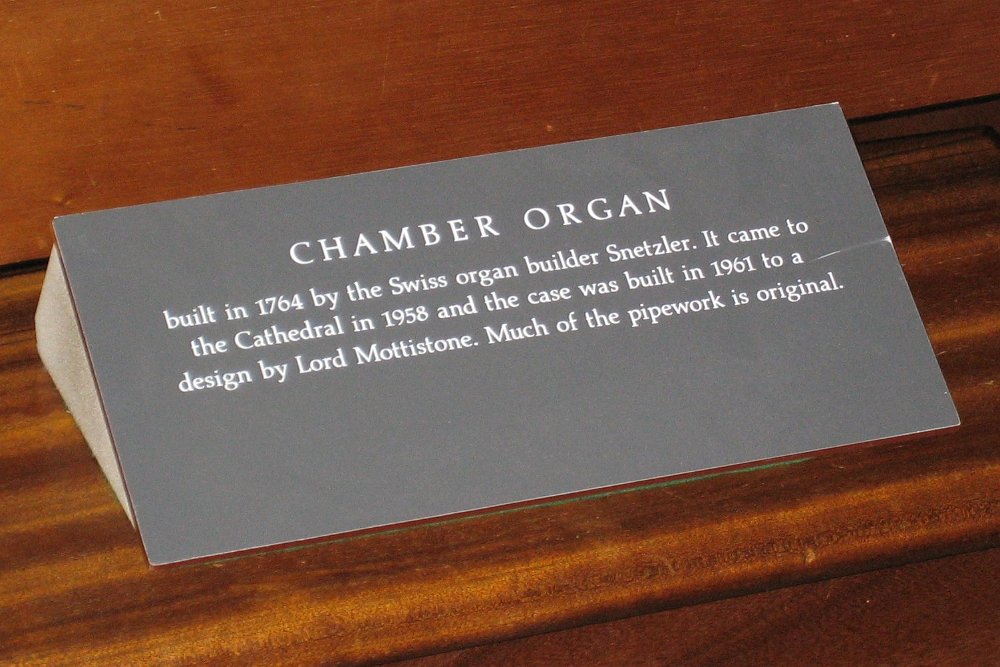 CHAMBER ORGAN
built in 1764 by the Swiss organ builder Snetzler. It came to
the Cathedral in 1958 and the case was built in 1961 to a
design by Lord Mottistone. Much of the pipework is original.